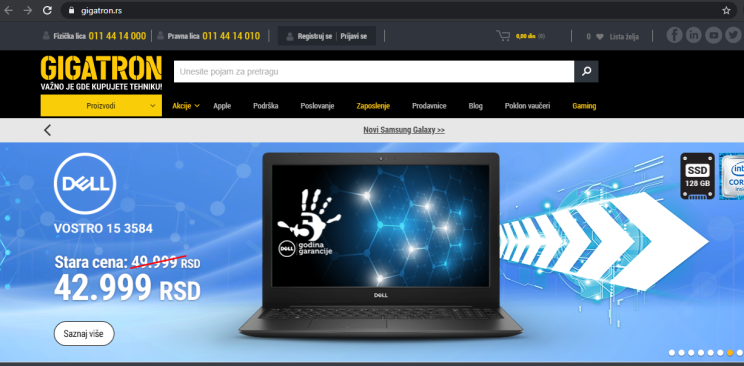 gigatron.rs
Fizička lica 011 44 14 000 Pravna lica 011 44 14 010 Registruj se Prijavi se 0,00 din (0) 0 Lista želja
GIGATRON
VAŽNO JE GDE KUPUJETE TEHNIKU!
Unesite pojam za pretragu
Proizvodi Akcije Apple Podrška Poslovanje Zaposlenje Prodavnice Blog Poklon vaučeri Gaming
Novi Samsung Galaxy >>
DELL
VOSTRO 15 3584
Stara cena: 49.999 RSD
42.999 RSD
Saznaj više
5
DELL
godina
garancije
DELL
SSD
128 GB
int
COR